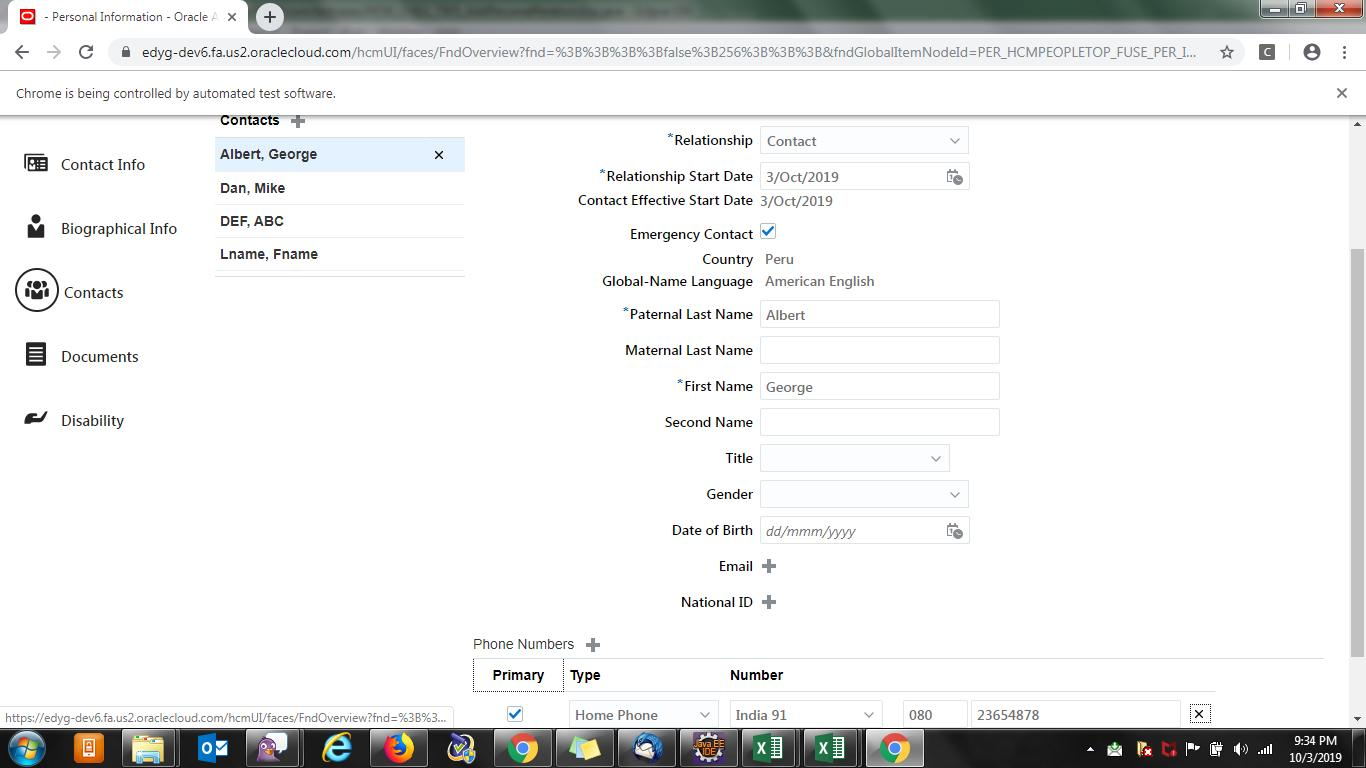 - Personal Information - Oracle A
edyg-dev6.fa.us2.oraclecloud.com/hcmUI/faces/FndOverview?fnd=%3B%3B%3B%3Bfalse%3B256%3B%3B%3B&fndGlobalItemNodeId=PER_HCMPEOPLETOP_FUSE_PER_I...
C
Chrome is being controlled by automated test software.
Contact Info
Biographical Info
Contacts
Documents
Disability
Contacts
Albert, George
Dan, Mike
DEF, ABC
Lname, Fname
*Relationship Contact
*Relationship Start Date 3/Oct/2019
Contact Effective Start Date 3/Oct/2019
Emergency Contact
Country Peru
Global-Name Language American English
*Paternal Last Name Albert
Maternal Last Name
*First Name George
Second Name
Title
Gender
Date of Birth dd/mmm/yyyy
Email
National ID
Phone Numbers
Primary Type Number
Home Phone India 91 080 23654878
https://edyg-dev6.fa.us2.oraclecloud.com/hcmUI/faces/FndOverview?fnd=%3B%3...
Java EE
IDE
9:34 PM
10/3/2019